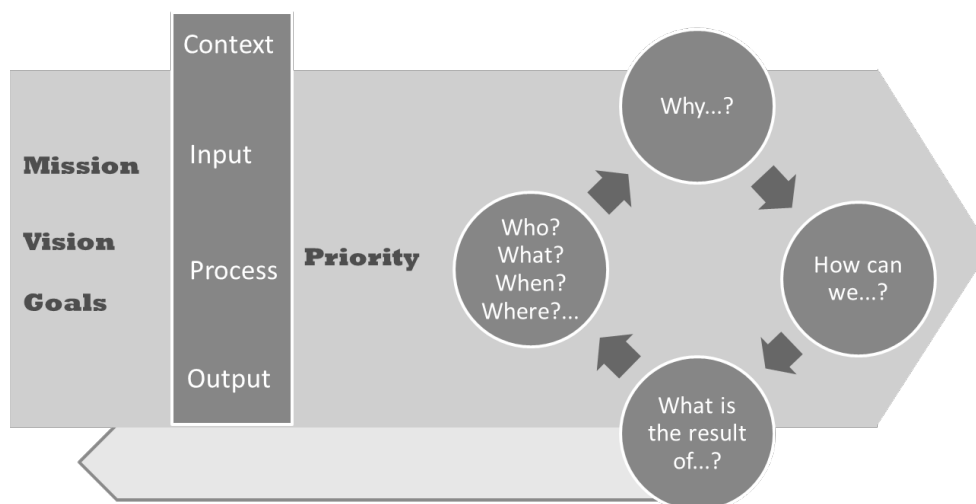 Mission
Vision
Goals
Context
Input
Process
Output
Priority
Who?
What?
When?
Where?...
Why...?
How can
we...?
What is
the result
of...?